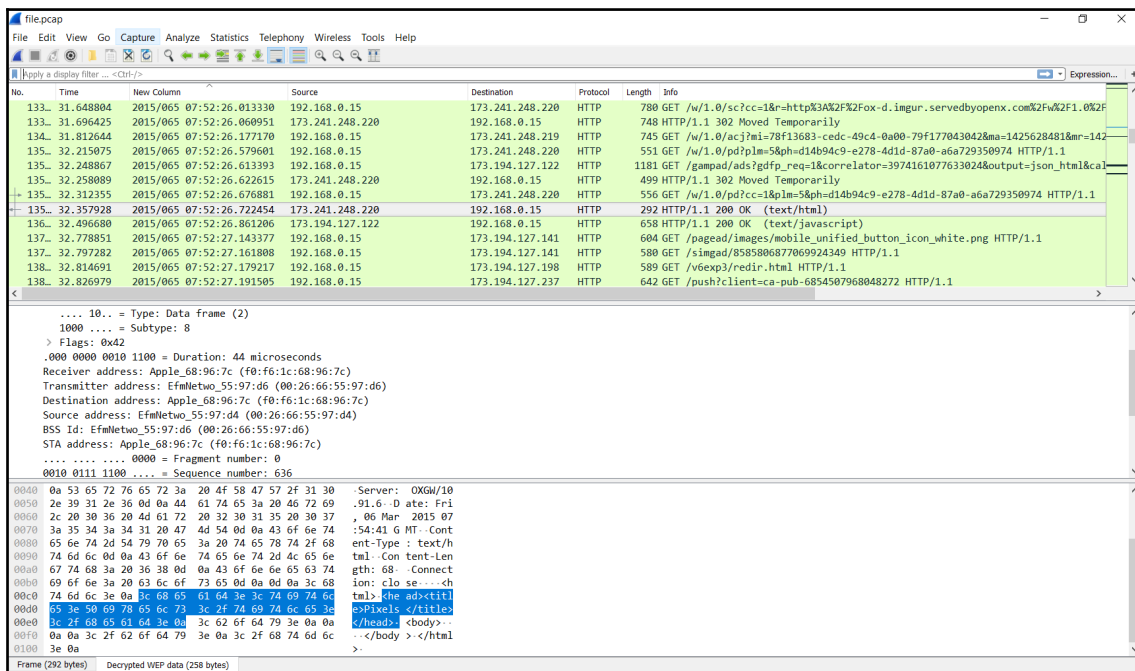 file.pcap
File Edit View Go Capture Analyze Statistics Telephony Wireless Tools Help
Apply a display filter ... <Ctrl-/> Expression... +
No. Time New Column Source Destination Protocol Length Info
133… 31.648804 2015/065 07:52:26.013330 192.168.0.15 173.241.248.220 HTTP 780 GET /w/1.0/sc?cc=1&r=http%3A%2F%2Fox-d.imgur.servedbyopenx.com%2Fw%2F1.0%2F
133… 31.696425 2015/065 07:52:26.060951 173.241.248.220 192.168.0.15 HTTP 748 HTTP/1.1 302 Moved Temporarily
134… 31.812644 2015/065 07:52:26.177170 192.168.0.15 173.241.248.219 HTTP 745 GET /w/1.0/acj?mi=78f13683-cedc-49c4-0a00-79f177043042&ma=1425628481&mr=142
135… 32.215075 2015/065 07:52:26.579601 192.168.0.15 173.241.248.220 HTTP 551 GET /w/1.0/pd?plm=5&ph=d14b94c9-e278-4d1d-87a0-a6a729350974 HTTP/1.1
135… 32.248867 2015/065 07:52:26.613393 192.168.0.15 173.194.127.122 HTTP 1181 GET /gampad/ads?gdfp_req=1&correlator=3974161077633024&output=json_html&cal
135… 32.258089 2015/065 07:52:26.622615 173.241.248.220 192.168.0.15 HTTP 499 HTTP/1.1 302 Moved Temporarily
135… 32.312355 2015/065 07:52:26.676881 192.168.0.15 173.241.248.220 HTTP 556 GET /w/1.0/pd?cc=1&plm=5&ph=d14b94c9-e278-4d1d-87a0-a6a729350974 HTTP/1.1
135… 32.357928 2015/065 07:52:26.722454 173.241.248.220 192.168.0.15 HTTP 292 HTTP/1.1 200 OK (text/html)
136… 32.496680 2015/065 07:52:26.861206 173.194.127.122 192.168.0.15 HTTP 658 HTTP/1.1 200 OK (text/javascript)
137… 32.778851 2015/065 07:52:27.143377 192.168.0.15 173.194.127.141 HTTP 604 GET /pagead/images/mobile_unified_button_icon_white.png HTTP/1.1
137… 32.797282 2015/065 07:52:27.161808 192.168.0.15 173.194.127.141 HTTP 580 GET /simgad/8585806877069924349 HTTP/1.1
138… 32.814691 2015/065 07:52:27.179217 192.168.0.15 173.194.127.198 HTTP 589 GET /v6exp3/redir.html HTTP/1.1
138… 32.826979 2015/065 07:52:27.191505 192.168.0.15 173.194.127.237 HTTP 642 GET /push?client=ca-pub-6854507968048272 HTTP/1.1
.... 10.. = Type: Data frame (2)
1000 .... = Subtype: 8
> Flags: 0x42
.000 0000 0010 1100 = Duration: 44 microseconds
Receiver address: Apple_68:96:7c (f0:f6:1c:68:96:7c)
Transmitter address: EfmNetwo_55:97:d6 (00:26:66:55:97:d6)
Destination address: Apple_68:96:7c (f0:f6:1c:68:96:7c)
Source address: EfmNetwo_55:97:d4 (00:26:66:55:97:d4)
BSS Id: EfmNetwo_55:97:d6 (00:26:66:55:97:d6)
STA address: Apple_68:96:7c (f0:f6:1c:68:96:7c)
.... .... .... 0000 = Fragment number: 0
0010 0111 1100 .... = Sequence number: 636
0040 0a 53 65 72 76 65 72 3a 20 4f 58 47 57 2f 31 30 ·Server: OXGW/10
0050 2e 39 31 2e 36 0d 0a 44 61 74 65 3a 20 46 72 69 .91.6··D ate: Fri
0060 2c 20 30 36 20 4d 61 72 20 32 30 31 35 20 30 37 , 06 Mar 2015 07
0070 3a 35 34 3a 34 31 20 47 4d 54 0d 0a 43 6f 6e 74 :54:41 G MT··Cont
0080 65 6e 74 2d 54 79 70 65 3a 20 74 65 78 74 2f 68 ent-Type : text/h
0090 74 6d 6c 0d 0a 43 6f 6e 74 65 6e 74 2d 4c 65 6e tml··Con tent-Len
00a0 67 74 68 3a 20 36 38 0d 0a 43 6f 6e 6e 65 63 74 gth: 68· ·Connect
00b0 69 6f 6e 3a 20 63 6c 6f 73 65 0d 0a 0d 0a 3c 68 ion: clo se····<h
00c0 74 6d 6c 3e 0a 3c 68 65 61 64 3e 3c 74 69 74 6c tml>·<he ad><titl
00d0 65 3e 50 69 78 65 6c 73 3c 2f 74 69 74 6c 65 3e e>Pixels </title>
00e0 3c 2f 68 65 61 64 3e 0a 3c 62 6f 64 79 3e 0a 0a </head>· <body>··
00f0 0a 0a 3c 2f 62 6f 64 79 3e 0a 3c 2f 68 74 6d 6c ··</body >·</html
0100 3e 0a >·
Frame (292 bytes) Decrypted WEP data (258 bytes)